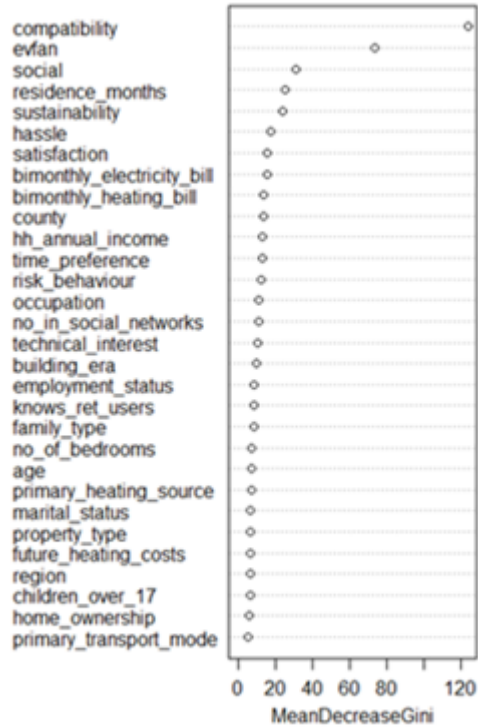 compatibility
evfan
social
residence_months
sustainability
hassle
satisfaction
bimonthly_electricity_bill
bimonthly_heating_bill
county
hh_annual_income
time_preference
risk_behaviour
occupation
no_in_social_networks
technical_interest
building_era
employment_status
knows_ret_users
family_type
no_of_bedrooms
age
primary_heating_source
marital_status
property_type
future_heating_costs
region
children_over_17
home_ownership
primary_transport_mode
0 20 40 60 80 120
MeanDecreaseGini